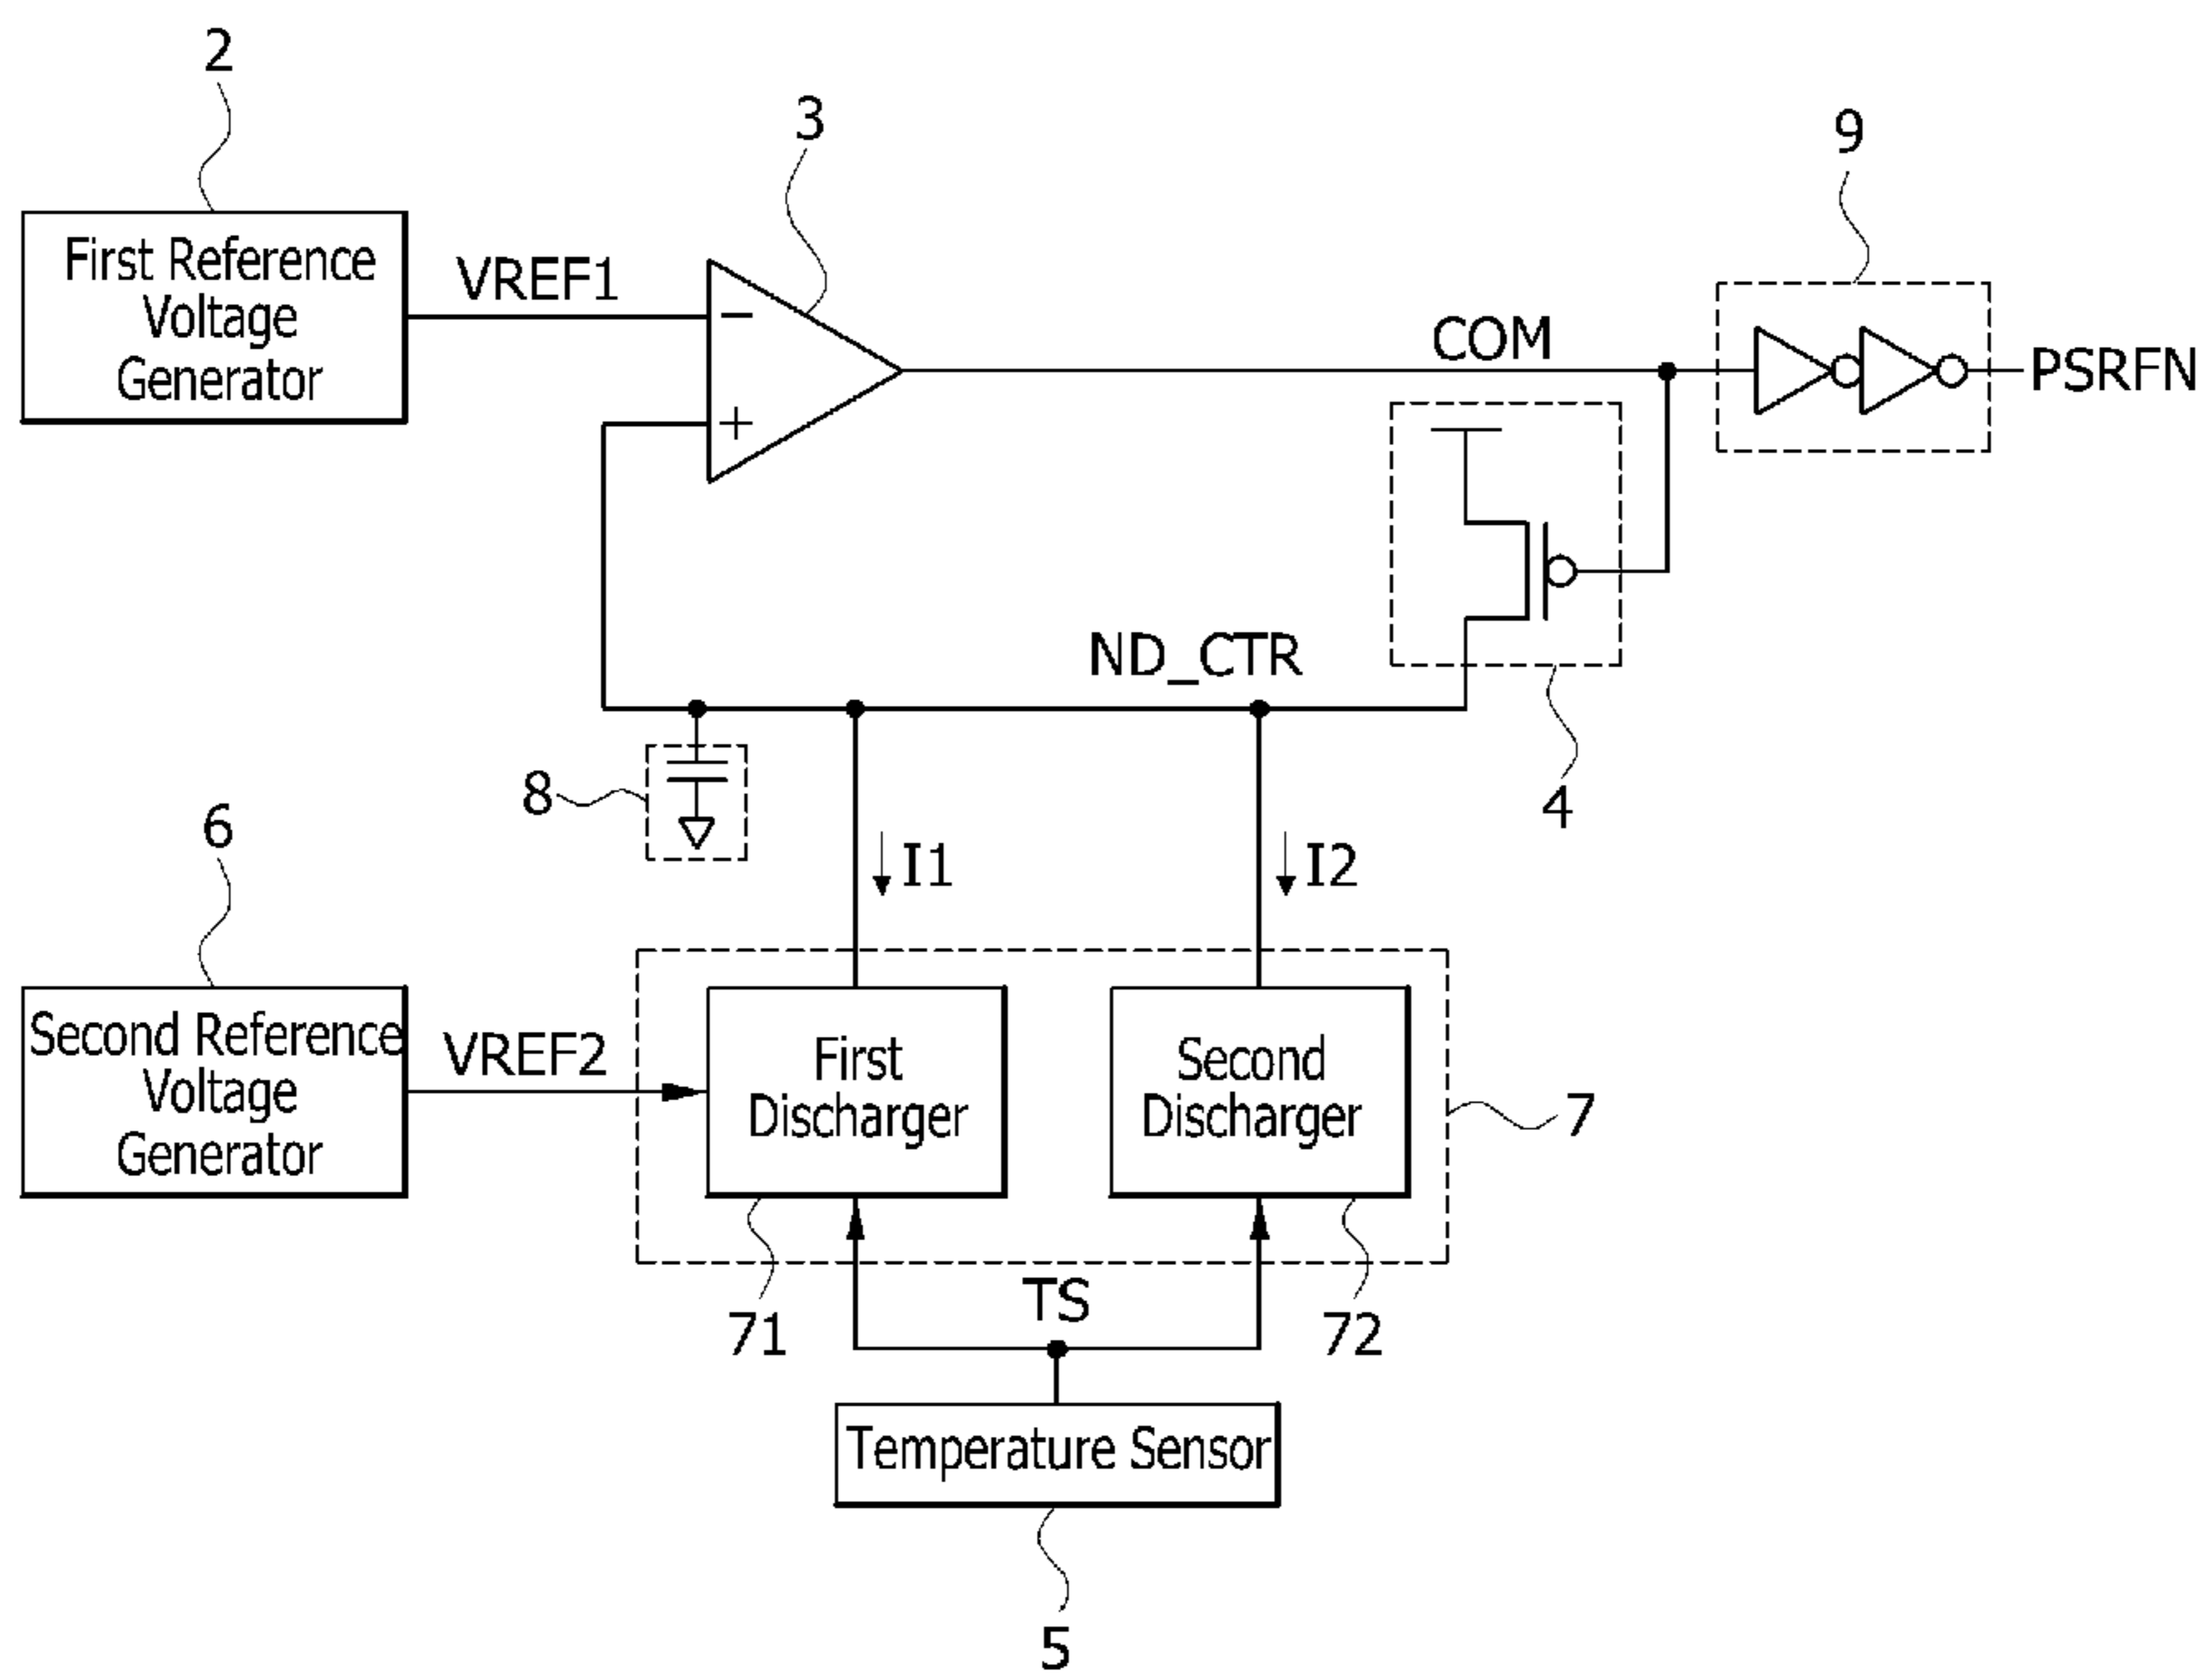 2
3
9
First Reference
Voltage
Generator
VREF1
−
+
COM
PSRFN
ND_CTR
4
8
6
I1
I2
Second Reference
Voltage
Generator
VREF2
First
Discharger
Second
Discharger
7
71
TS
72
Temperature Sensor
5